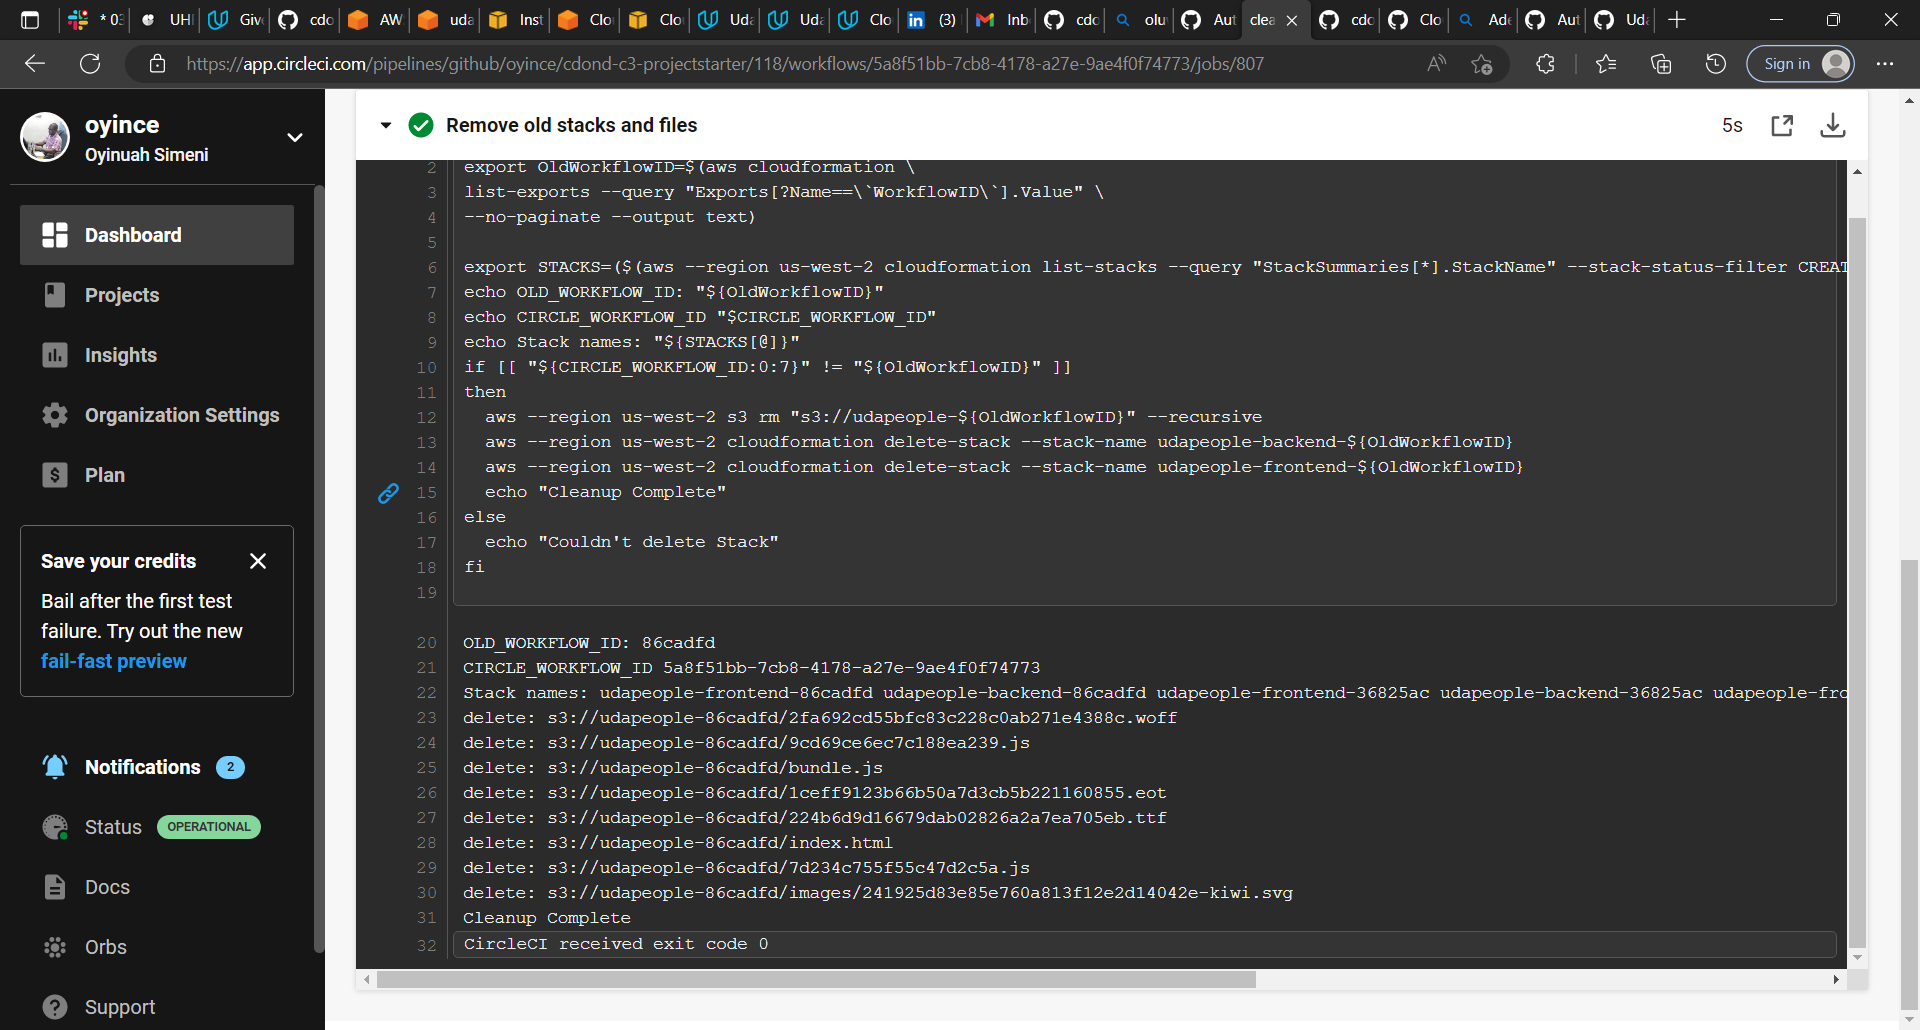 * 03
UHI
Give
cdo
AW
uda
Inst
Clo
Clo
Uda
Uda
Clo
(3)
Inb
cdo
olu
Aut
clea
cdo
Clo
Ade
Aut
Uda
https://app.circleci.com/pipelines/github/oyince/cdond-c3-projectstarter/118/workflows/5a8f51bb-7cb8-4178-a27e-9ae4f0f74773/jobs/807
Sign in
oyince
Oyinuah Simeni
Dashboard
Projects
Insights
Organization Settings
Plan
Save your credits
Bail after the first test
failure. Try out the new
fail-fast preview
Notifications 2
Status OPERATIONAL
Docs
Orbs
Support
Remove old stacks and files 5s
2 export OldWorkflowID=$(aws cloudformation \
3 list-exports --query "Exports[?Name==\`WorkflowID\`].Value" \
4 --no-paginate --output text)
5
6 export STACKS=($(aws --region us-west-2 cloudformation list-stacks --query "StackSummaries[*].StackName" --stack-status-filter CREAT
7 echo OLD_WORKFLOW_ID: "${OldWorkflowID}"
8 echo CIRCLE_WORKFLOW_ID "$CIRCLE_WORKFLOW_ID"
9 echo Stack names: "${STACKS[@]}"
10 if [[ "${CIRCLE_WORKFLOW_ID:0:7}" != "${OldWorkflowID}" ]]
11 then
12 aws --region us-west-2 s3 rm "s3://udapeople-${OldWorkflowID}" --recursive
13 aws --region us-west-2 cloudformation delete-stack --stack-name udapeople-backend-${OldWorkflowID}
14 aws --region us-west-2 cloudformation delete-stack --stack-name udapeople-frontend-${OldWorkflowID}
15 echo "Cleanup Complete"
16 else
17 echo "Couldn't delete Stack"
18 fi
19
20 OLD_WORKFLOW_ID: 86cadfd
21 CIRCLE_WORKFLOW_ID 5a8f51bb-7cb8-4178-a27e-9ae4f0f74773
22 Stack names: udapeople-frontend-86cadfd udapeople-backend-86cadfd udapeople-frontend-36825ac udapeople-backend-36825ac udapeople-fro
23 delete: s3://udapeople-86cadfd/2fa692cd55bfc83c228c0ab271e4388c.woff
24 delete: s3://udapeople-86cadfd/9cd69ce6ec7c188ea239.js
25 delete: s3://udapeople-86cadfd/bundle.js
26 delete: s3://udapeople-86cadfd/1ceff9123b66b50a7d3cb5b221160855.eot
27 delete: s3://udapeople-86cadfd/224b6d9d16679dab02826a2a7ea705eb.ttf
28 delete: s3://udapeople-86cadfd/index.html
29 delete: s3://udapeople-86cadfd/7d234c755f55c47d2c5a.js
30 delete: s3://udapeople-86cadfd/images/241925d83e85e760a813f12e2d14042e-kiwi.svg
31 Cleanup Complete
32 CircleCI received exit code 0